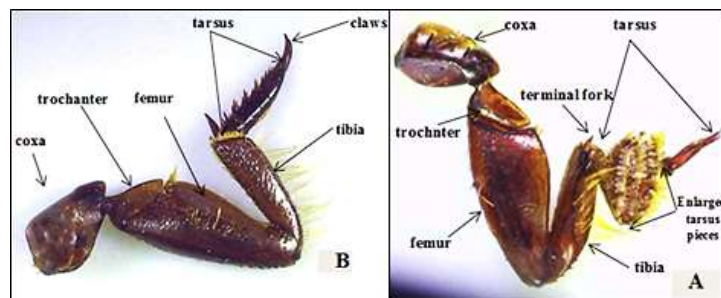 tarsus
claws
trochanter
femur
coxa
tibia
B
coxa
tarsus
terminal fork
trochnter
Enlarge
tarsus
pieces
femur
tibia
A